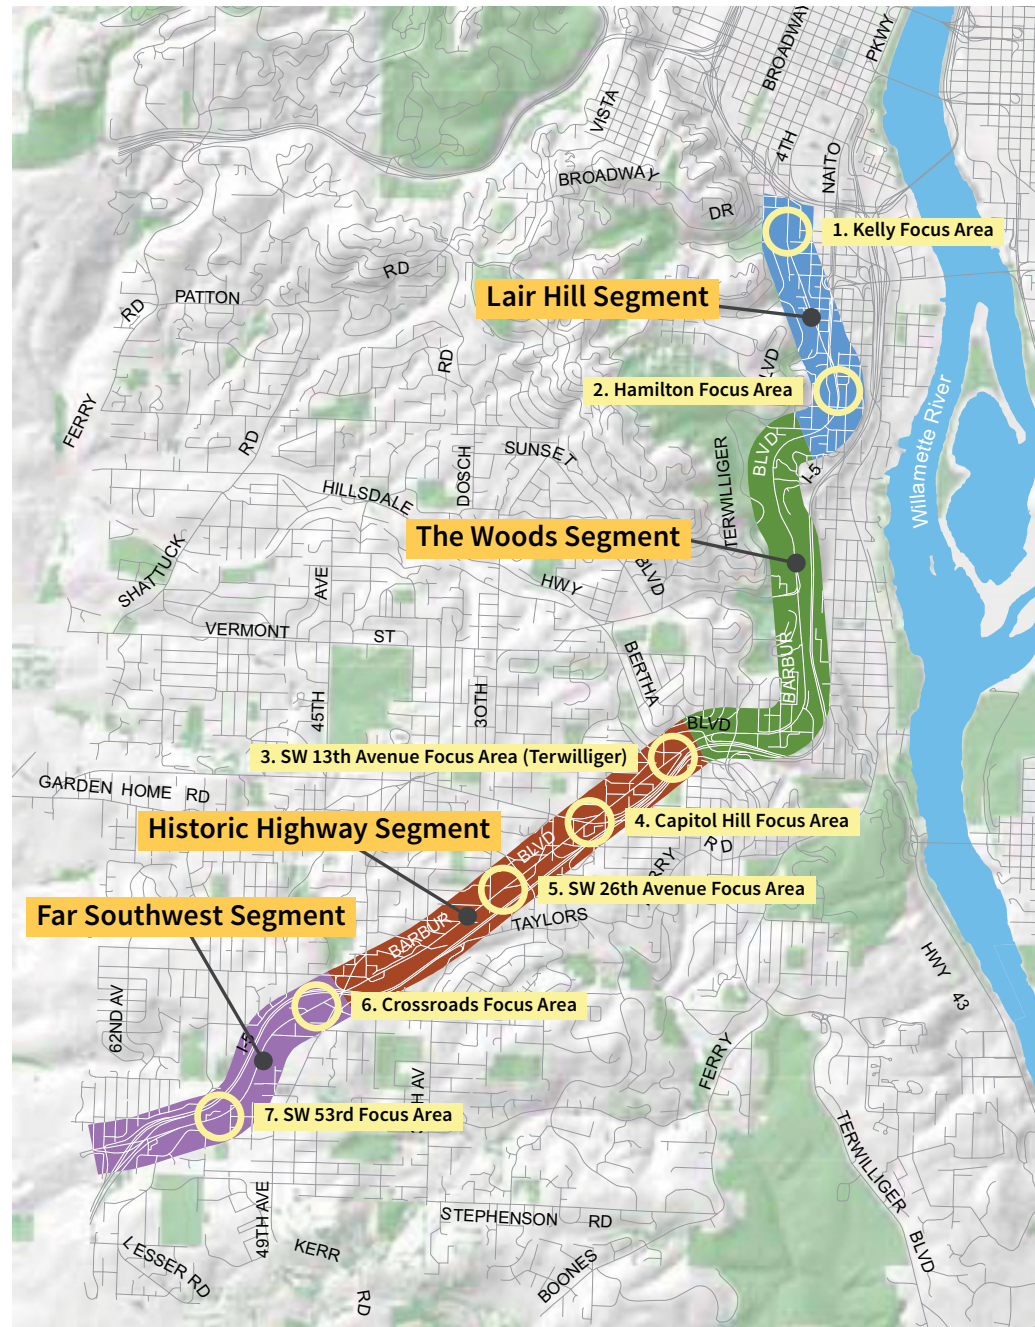 BROADWAY
PKWY
VISTA
4TH
NAITO
BROADWAY
DR
1. Kelly Focus Area
RD
PATTON
RD
Lair Hill Segment
RD
BLVD
2. Hamilton Focus Area
FERRY
Willamette River
RD
DOSCH
SUNSET
TERWILLIGER
BLVD
I-5
HILLSDALE
The Woods Segment
SHATTUCK
AVE
HWY
BLVD
VERMONT
ST
BARBUR
BERTHA
45TH
30TH
BLVD
3. SW 13th Avenue Focus Area (Terwilliger)
GARDEN HOME RD
Historic Highway Segment
4. Capitol Hill Focus Area
BLVD
RD
5. SW 26th Avenue Focus Area
Far Southwest Segment
TAYLORS
BARBUR
HWY 43
6. Crossroads Focus Area
62ND AV
I-5
FERRY
AV
7. SW 53rd Focus Area
TERWILLIGER
BLVD
49TH AVE
STEPHENSON RD
LESSER RD
KERR
RD
BOONES